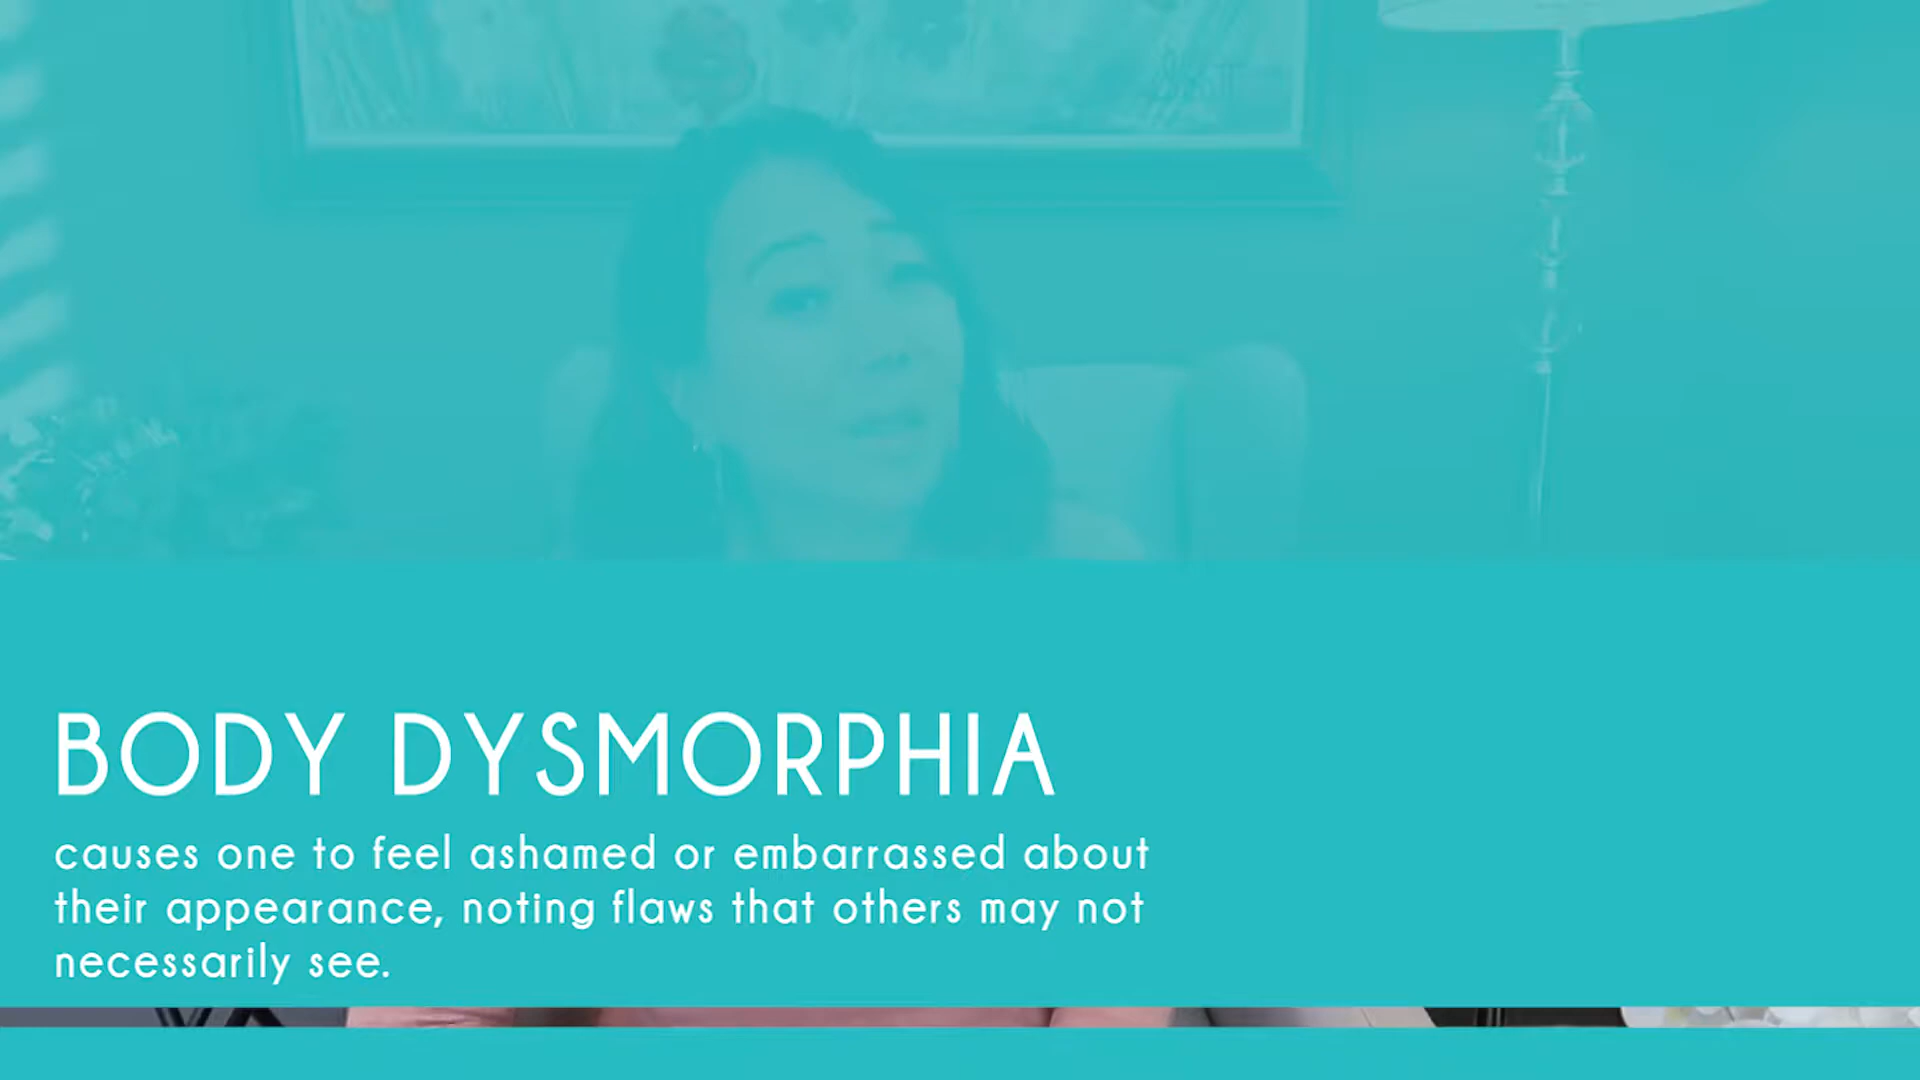 BODY DYSMORPHIA
causes one to feel ashamed or embarrassed about
their appearance, noting flaws that others may not
necessarily see.